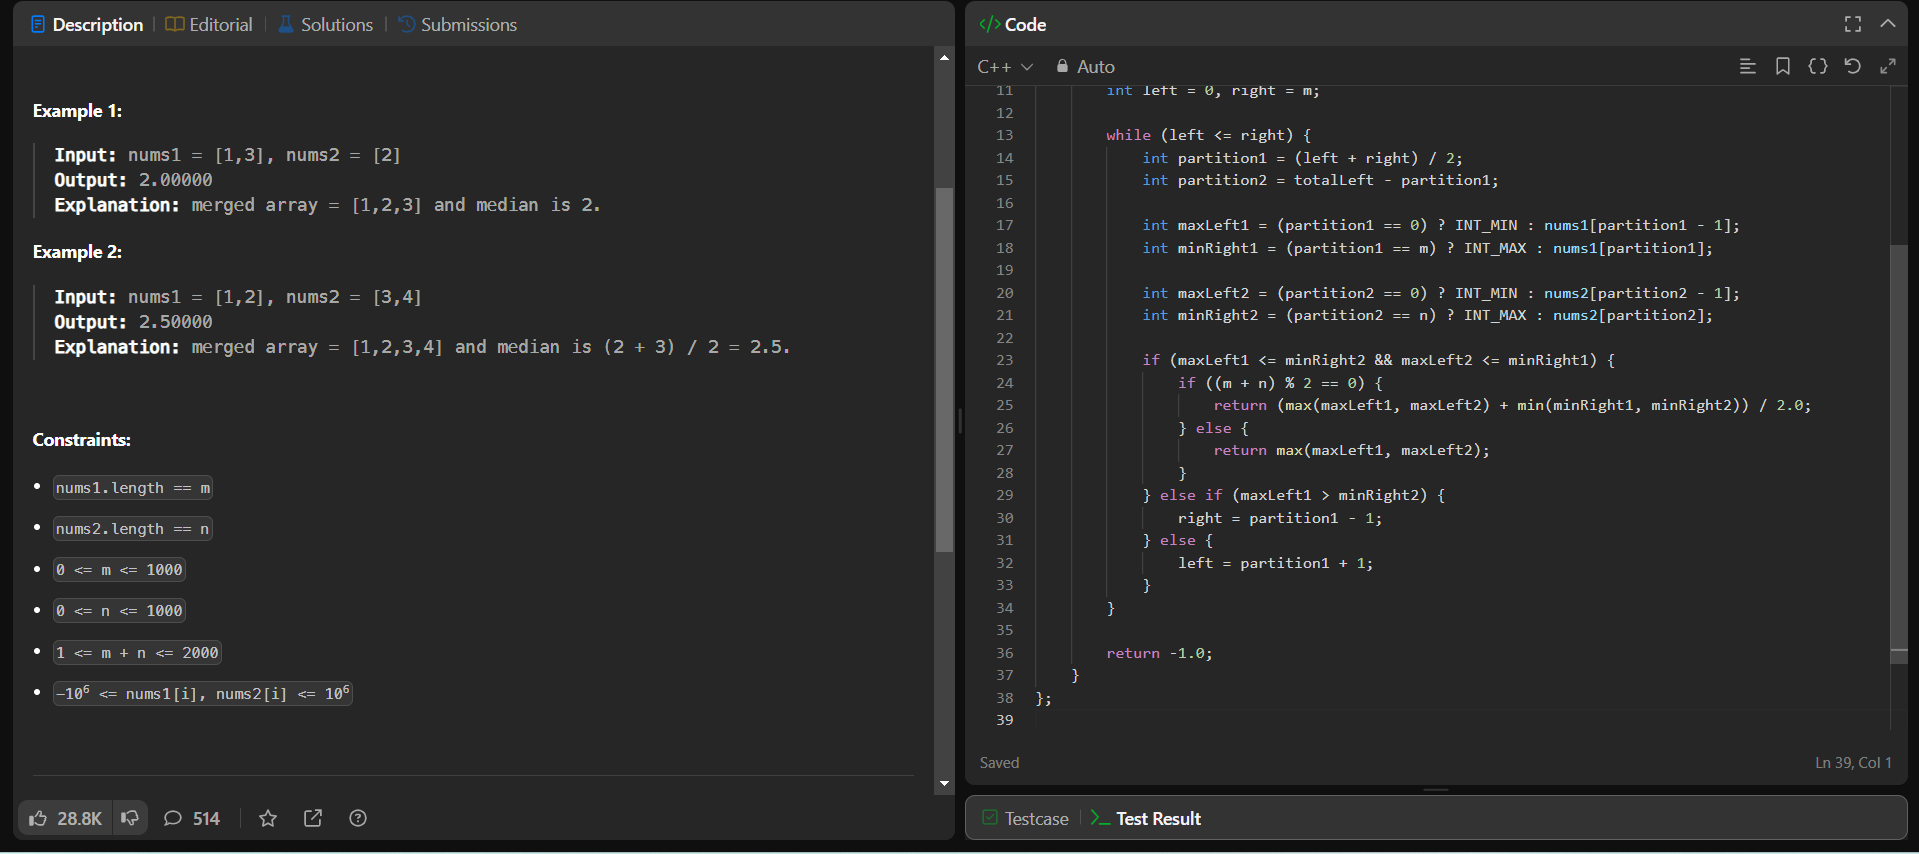 Description | Editorial | Solutions | Submissions
Example 1:
Input: nums1 = [1,3], nums2 = [2]
Output: 2.00000
Explanation: merged array = [1,2,3] and median is 2.
Example 2:
Input: nums1 = [1,2], nums2 = [3,4]
Output: 2.50000
Explanation: merged array = [1,2,3,4] and median is (2 + 3) / 2 = 2.5.
Constraints:
• nums1.length == m
• nums2.length == n
• 0 <= m <= 1000
• 0 <= n <= 1000
• 1 <= m + n <= 2000
• -10⁶ <= nums1[i], nums2[i] <= 10⁶
28.8K 514
</> Code
C++ Auto
11 int left = 0, right = m;
12
13 while (left <= right) {
14 int partition1 = (left + right) / 2;
15 int partition2 = totalLeft - partition1;
16
17 int maxLeft1 = (partition1 == 0) ? INT_MIN : nums1[partition1 - 1];
18 int minRight1 = (partition1 == m) ? INT_MAX : nums1[partition1];
19
20 int maxLeft2 = (partition2 == 0) ? INT_MIN : nums2[partition2 - 1];
21 int minRight2 = (partition2 == n) ? INT_MAX : nums2[partition2];
22
23 if (maxLeft1 <= minRight2 && maxLeft2 <= minRight1) {
24 if ((m + n) % 2 == 0) {
25 return (max(maxLeft1, maxLeft2) + min(minRight1, minRight2)) / 2.0;
26 } else {
27 return max(maxLeft1, maxLeft2);
28 }
29 } else if (maxLeft1 > minRight2) {
30 right = partition1 - 1;
31 } else {
32 left = partition1 + 1;
33 }
34 }
35
36 return -1.0;
37 }
38 };
39
Saved Ln 39, Col 1
Testcase | >_ Test Result